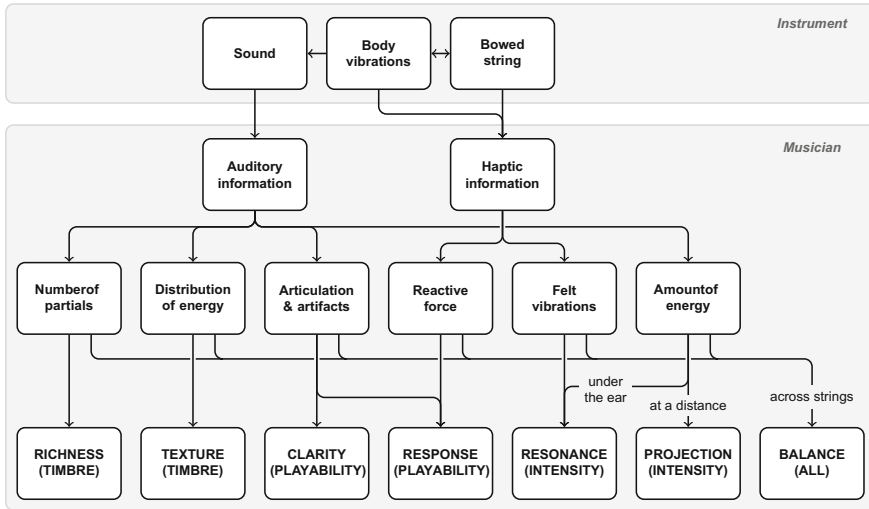 Instrument
Sound
Body
vibrations
Bowed
string
Musician
Auditory
information
Haptic
information
Numberof
partials
Distribution
of energy
Articulation
& artifacts
Reactive
force
Felt
vibrations
Amountof
energy
under
the ear
at a distance
across strings
RICHNESS
(TIMBRE)
TEXTURE
(TIMBRE)
CLARITY
(PLAYABILITY)
RESPONSE
(PLAYABILITY)
RESONANCE
(INTENSITY)
PROJECTION
(INTENSITY)
BALANCE
(ALL)